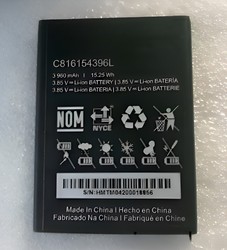 C816154396L
3 960 mAh 15.25 Wh
3.85 V⎓ Li-ion BATTERY | 3.85 V⎓ Li-ion BATERÍA
3.85 V⎓ Li-ion BATERIA | 3.85 V⎓ Li-ion BATTERIE
NOM
NYCE
S/N: HMTM84200018856
Made In China | Hecho en China
Fabricado Na China | Fabriqué en Chine